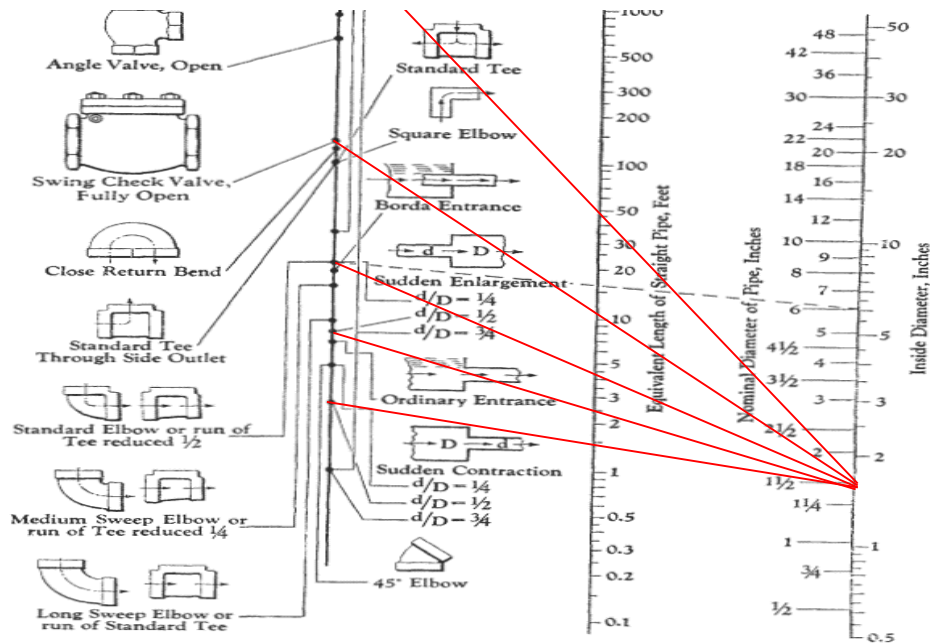 Angle Valve, Open
Swing Check Valve,
Fully Open
Close Return Bend
Standard Tee
Through Side Outlet
Standard Elbow or run of
Tee reduced ½
Medium Sweep Elbow or
run of Tee reduced ¼
Long Sweep Elbow or
run of Standard Tee
Standard Tee
Square Elbow
Borda Entrance
d
D
Sudden Enlargement
d/D = ¼
d/D = ½
d/D = ¾
Ordinary Entrance
D
d
Sudden Contraction
d/D = ¼
d/D = ½
d/D = ¾
45° Elbow
1000
500
300
200
100
50
30
20
10
5
3
2
1
0.5
0.3
0.2
0.1
Equivalent Length of Straight Pipe, Feet
Nominal Diameter of Pipe, Inches
48
42
36
30
24
22
20
18
16
14
12
10
9
8
7
6
5
4½
4
3½
3
2½
2
1½
1¼
1
¾
½
50
30
20
10
5
3
2
1
0.5
Inside Diameter, Inches